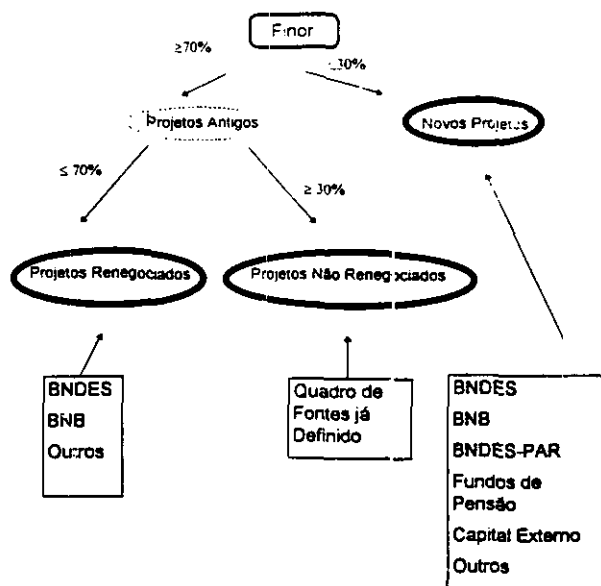 Finor
≥70%
≤30%
Projetos Antigos
Novos Projetos
≤ 70%
≥ 30%
Projetos Renegociados
Projetos Não Renegociados
BNDES
BNB
Outros
Quadro de
Fontes já
Definido
BNDES
BNB
BNDES-PAR
Fundos de
Pensão
Capital Externo
Outros